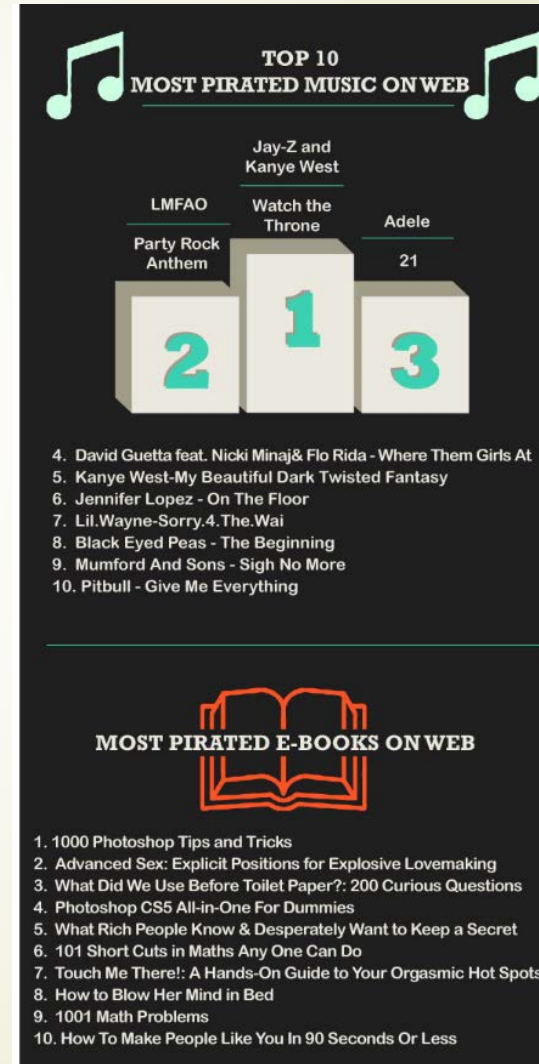 TOP 10
MOST PIRATED MUSIC ON WEB
Jay-Z and
Kanye West
Watch the
Throne
LMFAO
Party Rock
Anthem
Adele
21
1
2
3
4. David Guetta feat. Nicki Minaj& Flo Rida - Where Them Girls At
5. Kanye West-My Beautiful Dark Twisted Fantasy
6. Jennifer Lopez - On The Floor
7. Lil.Wayne-Sorry.4.The.Wai
8. Black Eyed Peas - The Beginning
9. Mumford And Sons - Sigh No More
10. Pitbull - Give Me Everything
MOST PIRATED E-BOOKS ON WEB
1. 1000 Photoshop Tips and Tricks
2. Advanced Sex: Explicit Positions for Explosive Lovemaking
3. What Did We Use Before Toilet Paper?: 200 Curious Questions
4. Photoshop CS5 All-in-One For Dummies
5. What Rich People Know & Desperately Want to Keep a Secret
6. 101 Short Cuts in Maths Any One Can Do
7. Touch Me There!: A Hands-On Guide to Your Orgasmic Hot Spots
8. How to Blow Her Mind in Bed
9. 1001 Math Problems
10. How To Make People Like You In 90 Seconds Or Less